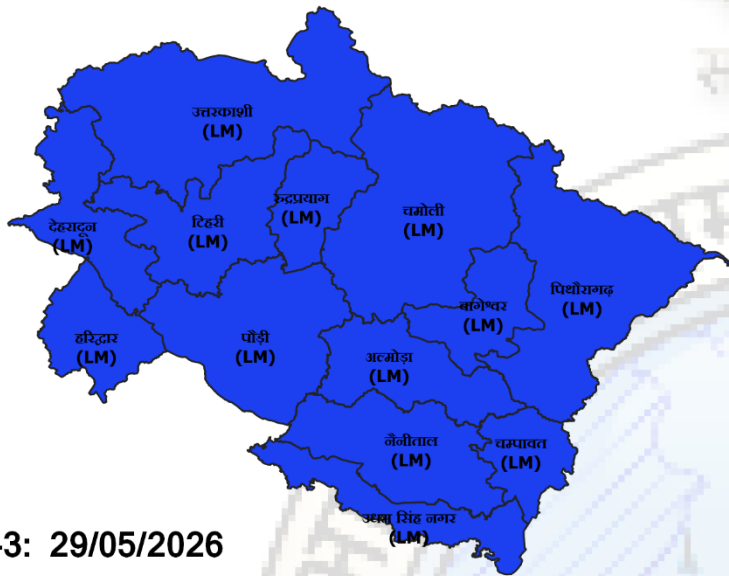 उत्तरकाशी
(LM)
देहरादून
(LM)
टिहरी
(LM)
रुद्रप्रयाग
(LM)
चमोली
(LM)
पिथौरागढ़
(LM)
बागेश्वर
(LM)
हरिद्वार
(LM)
पौड़ी
(LM)
अल्मोड़ा
(LM)
नैनीताल
(LM)
चम्पावत
(LM)
उधम सिंह नगर
(LM)
-3: 29/05/2026